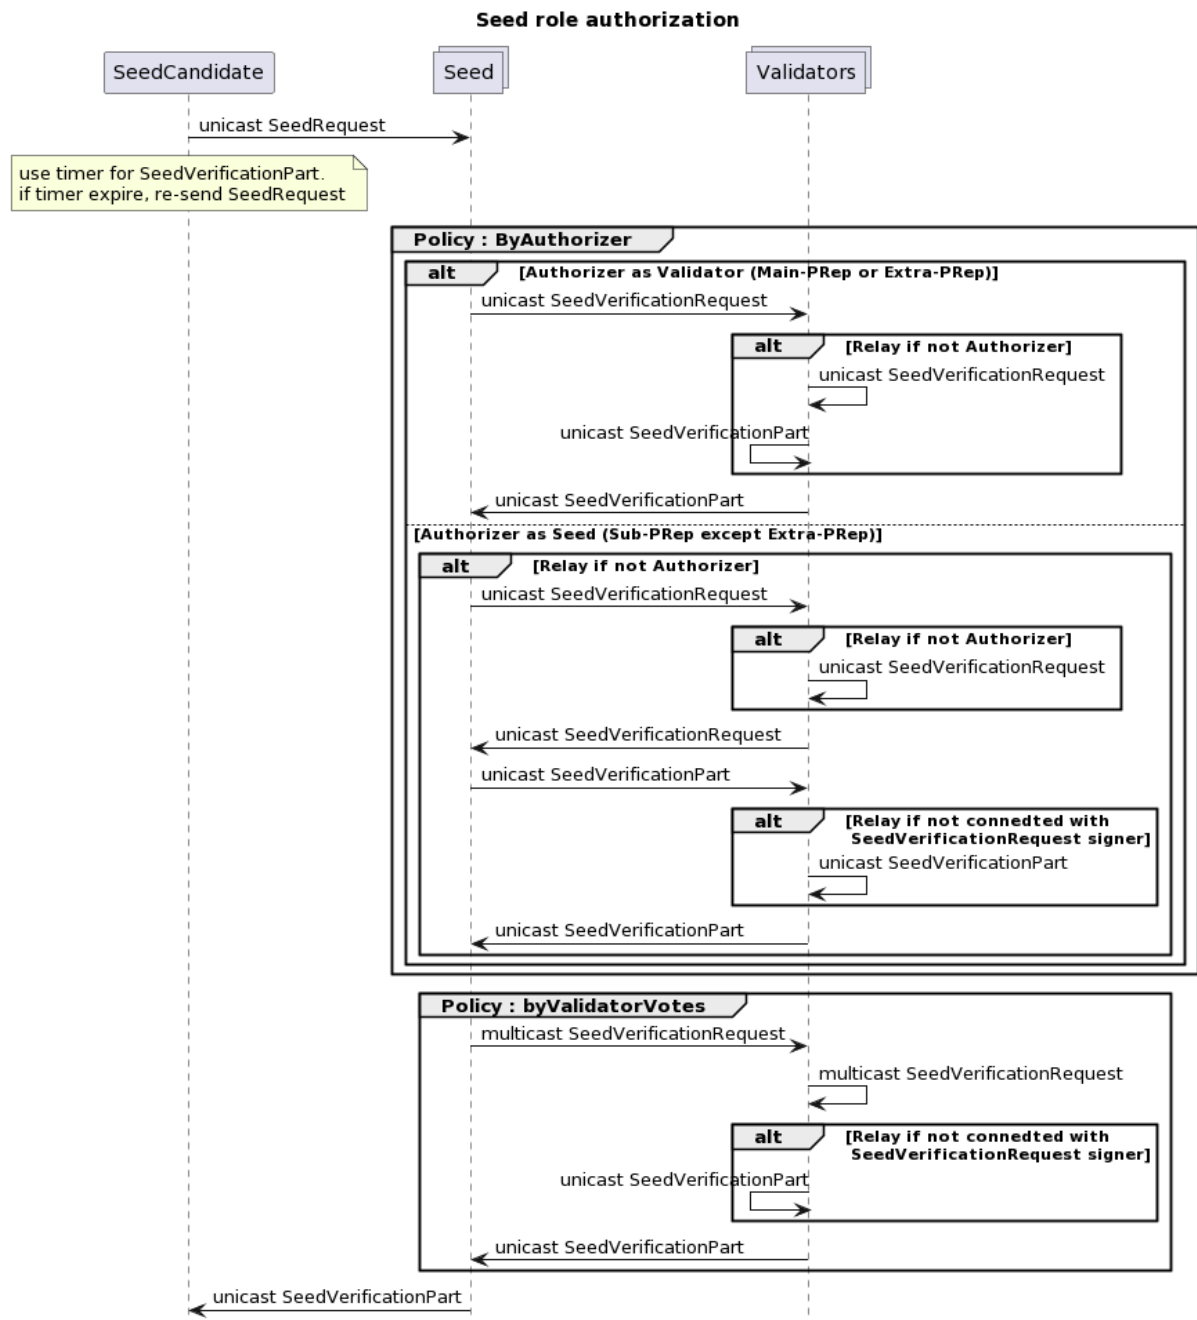 Seed role authorization
SeedCandidate
Seed
Validators
unicast SeedRequest
use timer for SeedVerificationPart.
if timer expire, re-send SeedRequest
Policy : ByAuthorizer
alt
[Authorizer as Validator (Main-PRep or Extra-PRep)]
unicast SeedVerificationRequest
alt
[Relay if not Authorizer]
unicast SeedVerificationRequest
unicast SeedVerificationPart
unicast SeedVerificationPart
[Authorizer as Seed (Sub-PRep except Extra-PRep)]
alt
[Relay if not Authorizer]
unicast SeedVerificationRequest
alt
[Relay if not Authorizer]
unicast SeedVerificationRequest
unicast SeedVerificationRequest
unicast SeedVerificationPart
alt
[Relay if not connedted with
SeedVerificationRequest signer]
unicast SeedVerificationPart
unicast SeedVerificationPart
Policy : byValidatorVotes
multicast SeedVerificationRequest
multicast SeedVerificationRequest
alt
[Relay if not connedted with
SeedVerificationRequest signer]
unicast SeedVerificationPart
unicast SeedVerificationPart
unicast SeedVerificationPart